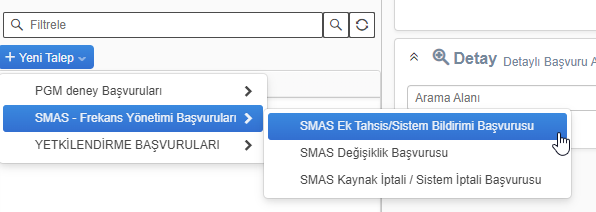 Filtrele
+ Yeni Talep
PGM deney Başvuruları
SMAS - Frekans Yönetimi Başvuruları
YETKİLENDİRME BAŞVURULARI
SMAS Ek Tahsis/Sistem Bildirimi Başvurusu
SMAS Değişiklik Başvurusu
SMAS Kaynak İptali / Sistem İptali Başvurusu
Detay Detaylı Başvuru A
Arama Alanı